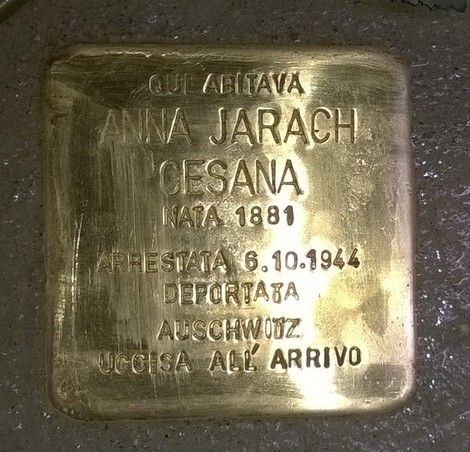 QUI ABITAVA
ANNA JARACH
CESANA
NATA 1881
ARRESTATA 6.10.1944
DEPORTATA
AUSCHWITZ
UCCISA ALL' ARRIVO